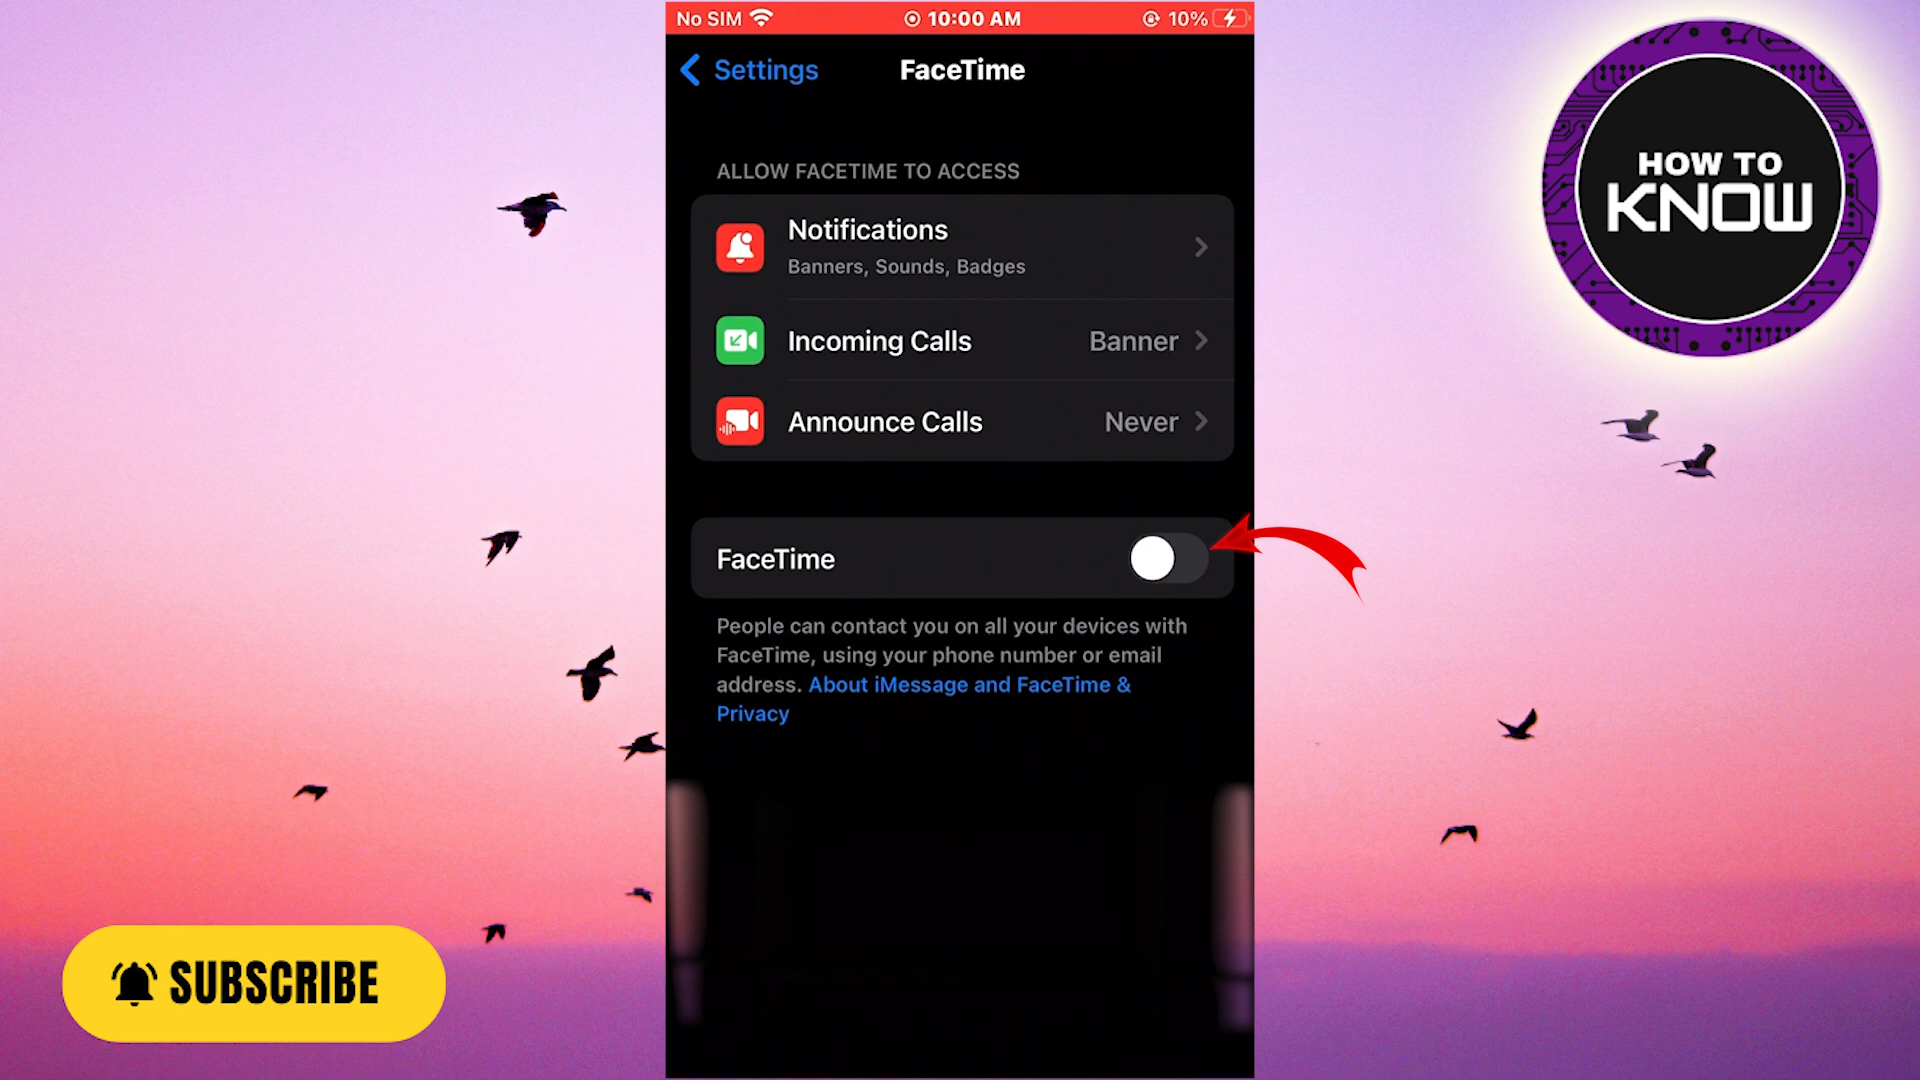 No SIM 10:00 AM 10%
Settings FaceTime
ALLOW FACETIME TO ACCESS
Notifications
Banners, Sounds, Badges
Incoming Calls Banner
Announce Calls Never
FaceTime
People can contact you on all your devices with
FaceTime, using your phone number or email
address. About iMessage and FaceTime &
Privacy
HOW TO
KNOW
SUBSCRIBE